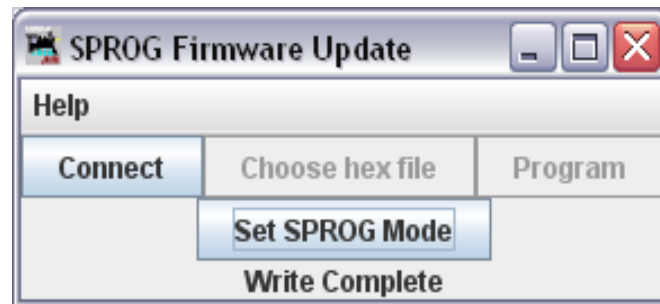 SPROG Firmware Update
Help
Connect Choose hex file Program
Set SPROG Mode
Write Complete